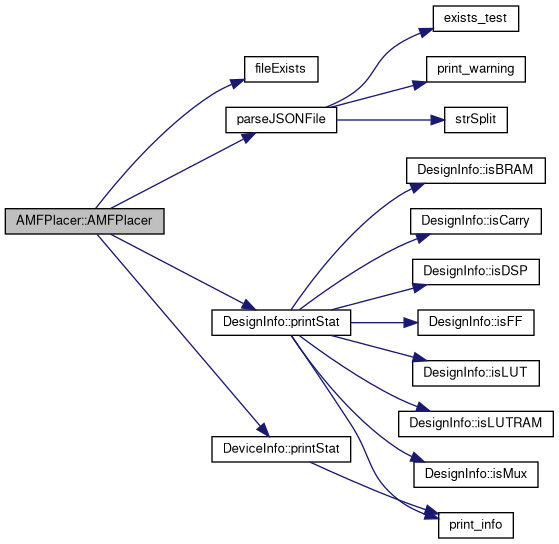 exists_test
fileExists
print_warning
parseJSONFile
strSplit
DesignInfo::isBRAM
AMFPlacer::AMFPlacer
DesignInfo::isCarry
DesignInfo::isDSP
DesignInfo::printStat
DesignInfo::isFF
DesignInfo::isLUT
DesignInfo::isLUTRAM
DeviceInfo::printStat
DesignInfo::isMux
print_info